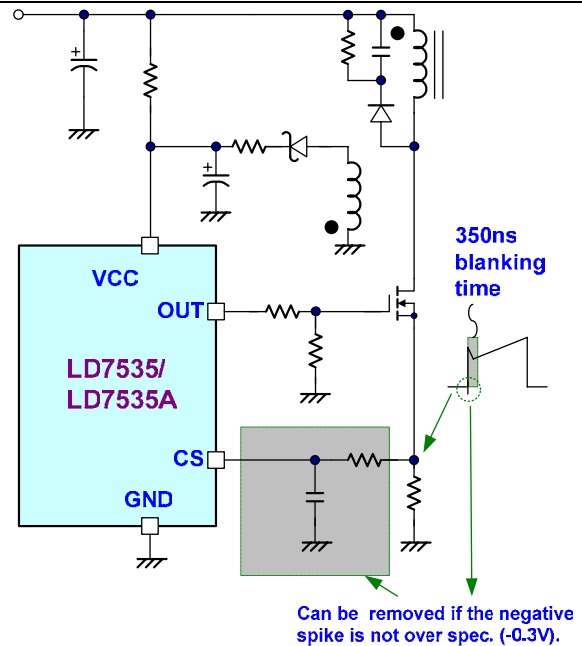 350ns
blanking
time
VCC
OUT
LD7535/
LD7535A
CS
GND
+
+
Can be removed if the negative
spike is not over spec. (-0.3V).